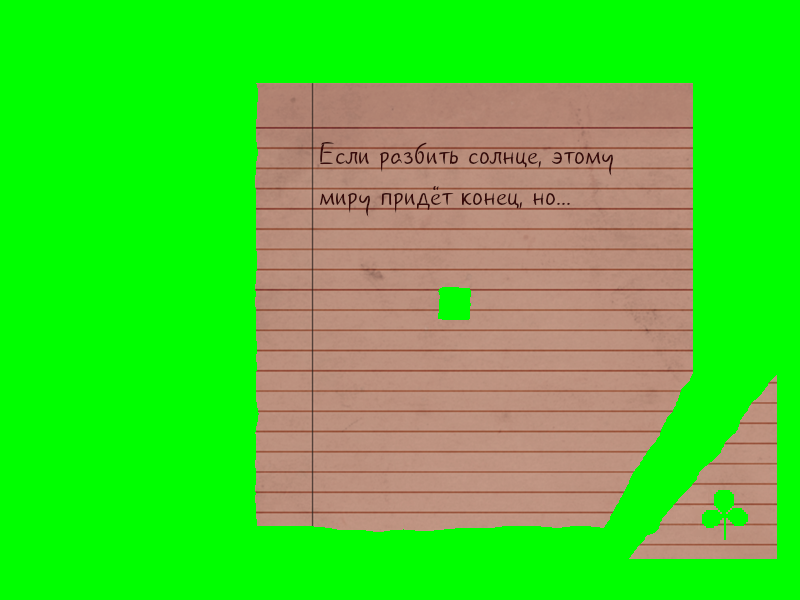 Если разбить солнце, этому
миру придёт конец, но...